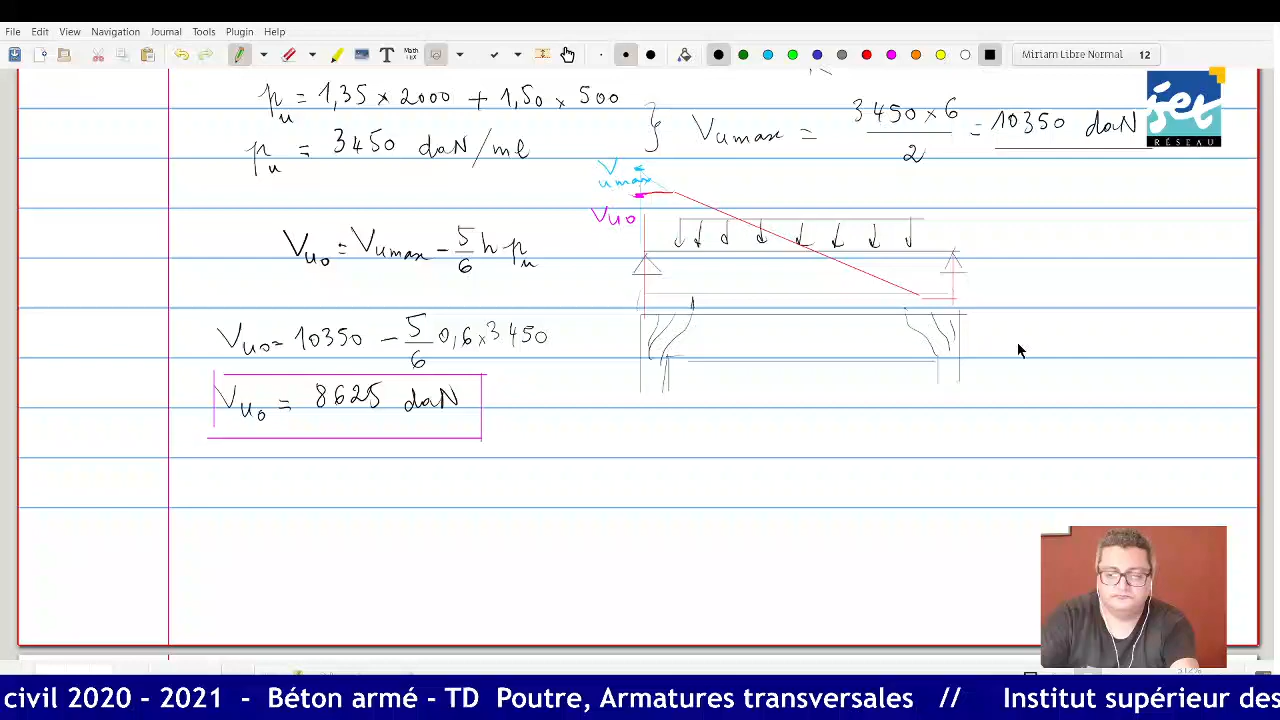 File Edit View Navigation Journal Tools Plugin Help
Miriam Libre Normal 12
pu = 1,35 × 2000 + 1,50 × 500
pu = 3450 daN/ml
Vumax = 3450 × 6 / 2 = 10350 daN
iset
RÉSEAU
Vumax
Vu0
Vu0 = Vumax - 5/6 h pu
Vu0 = 10350 - 5/6 0,6 × 3450
Vu0 = 8625 daN
civil 2020 - 2021 - Béton armé - TD Poutre, Armatures transversales // Institut supérieur des